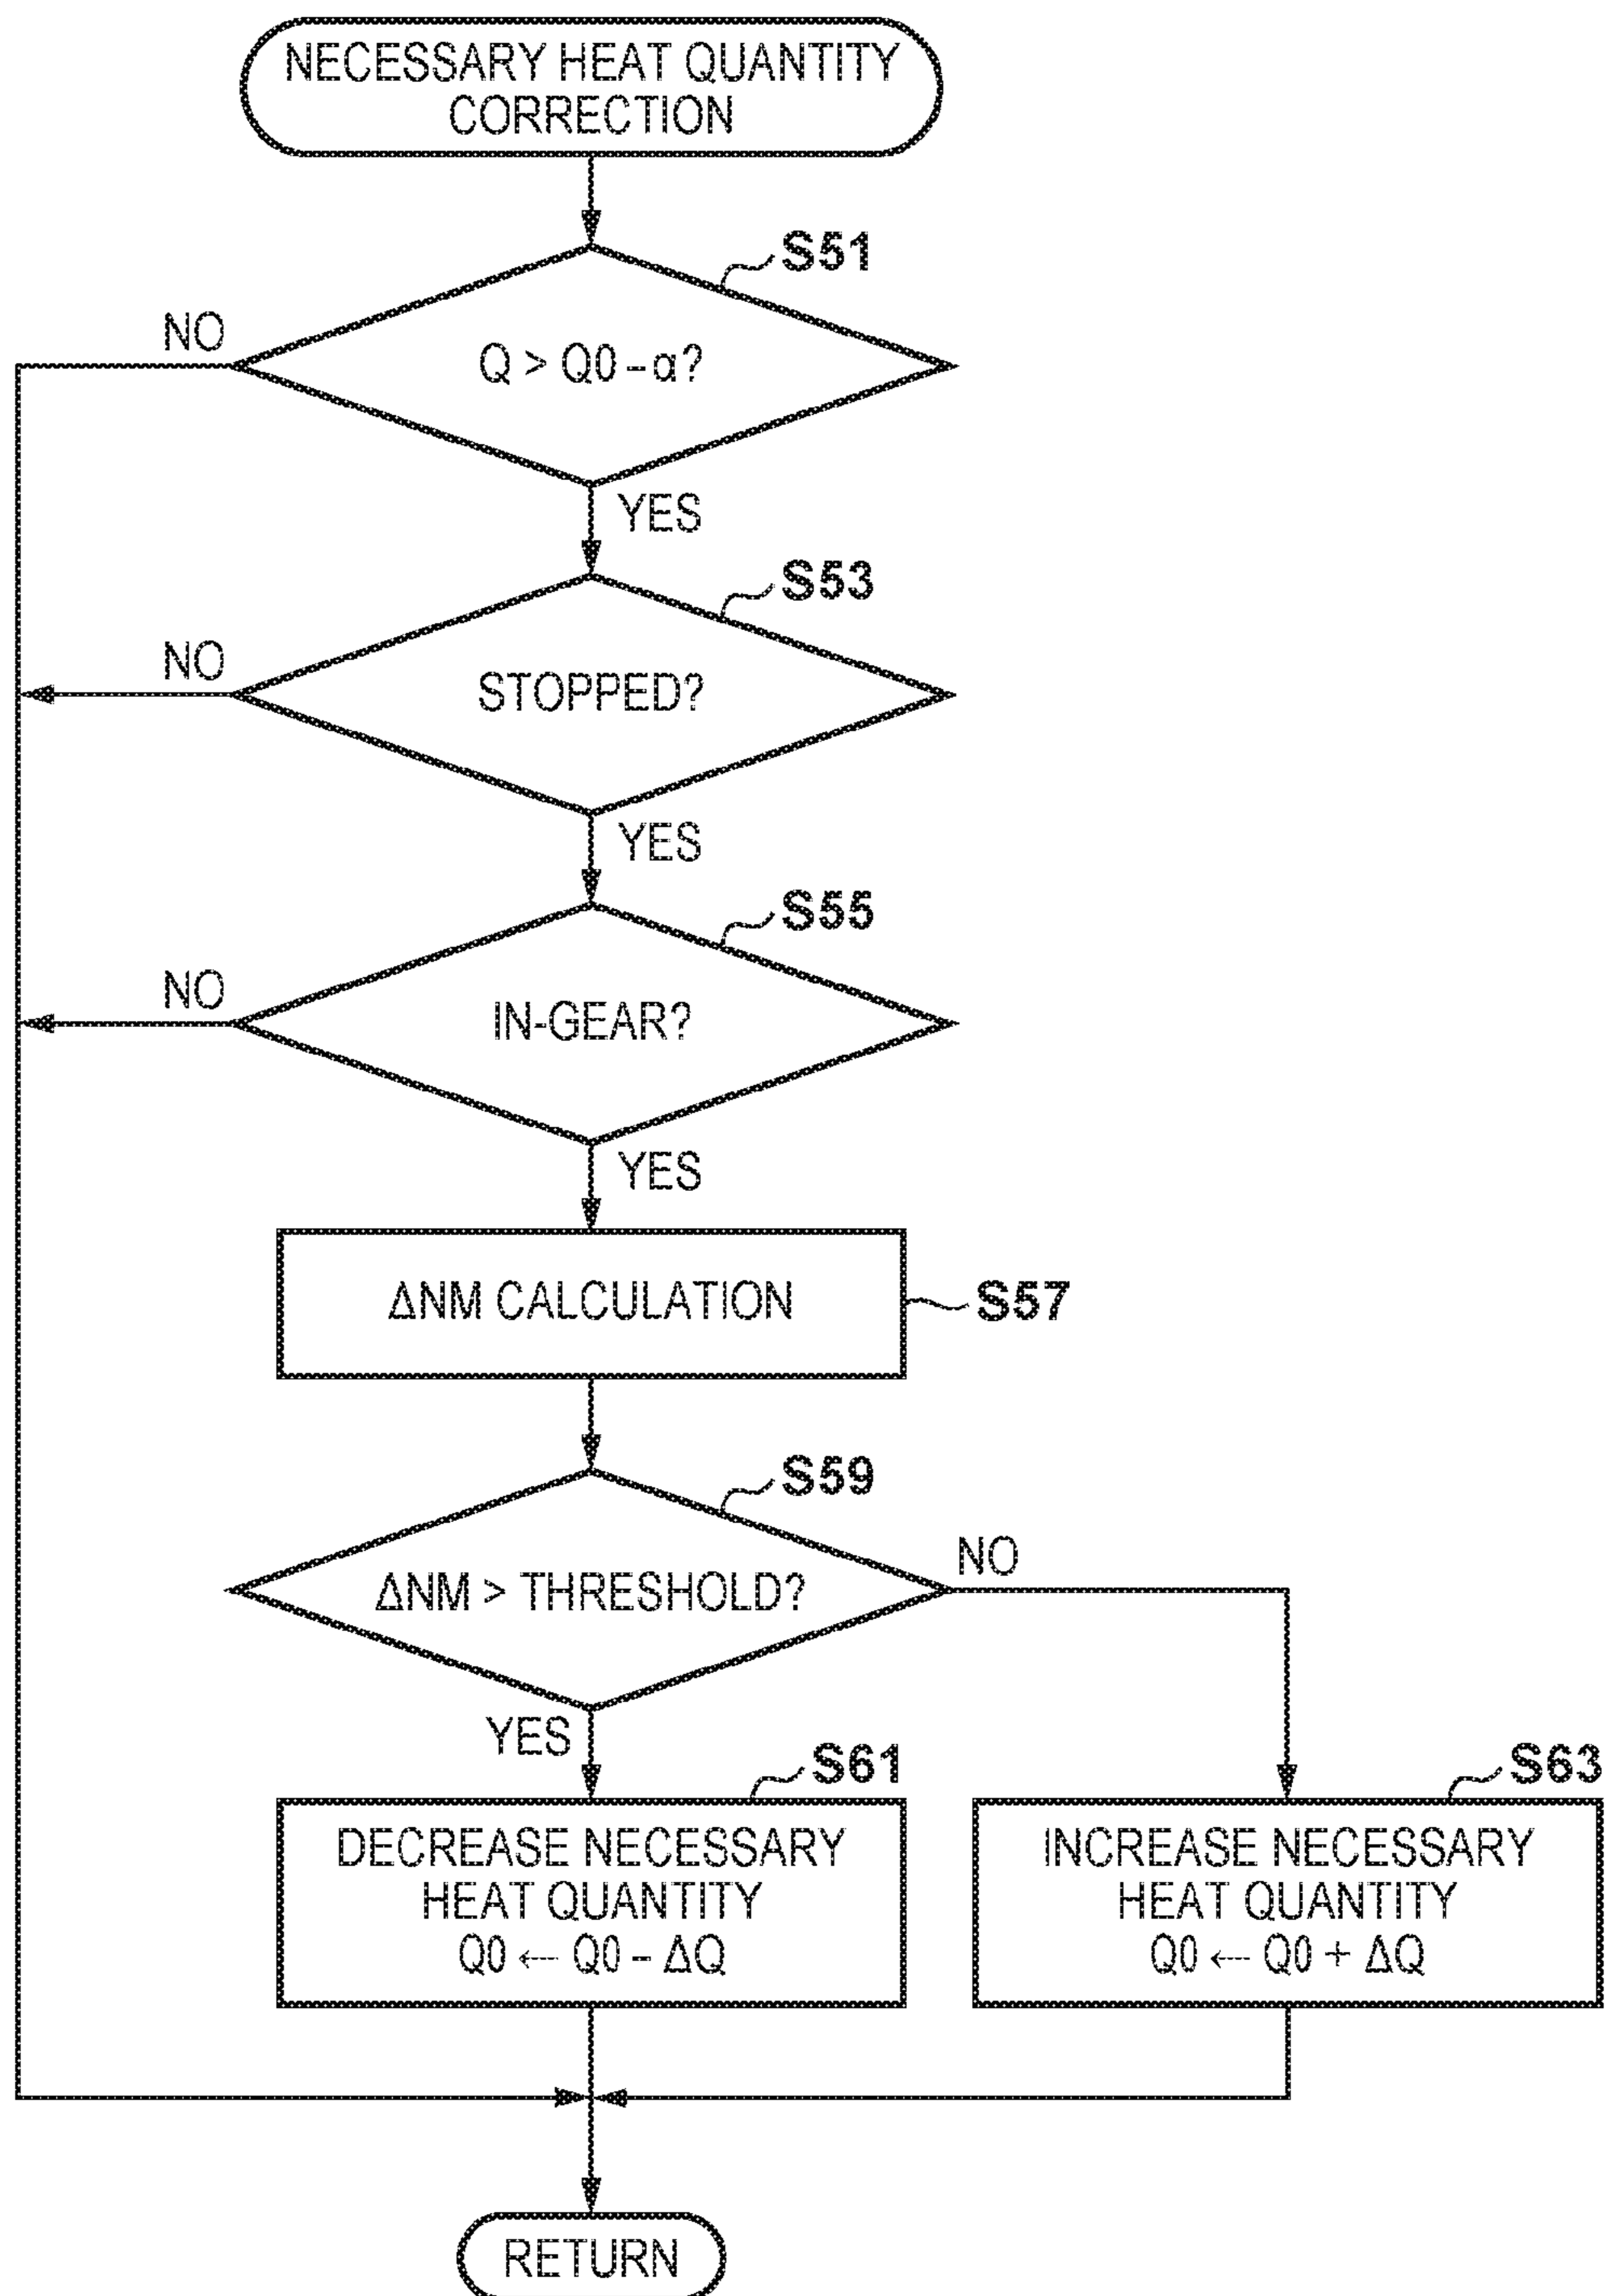 NECESSARY HEAT QUANTITY
CORRECTION
S51
NO
Q > Q0 – α?
YES
S53
NO
STOPPED?
YES
S55
NO
IN-GEAR?
YES
ΔNM CALCULATION
S57
S59
NO
ΔNM > THRESHOLD?
YES
S61
S63
DECREASE NECESSARY
HEAT QUANTITY
Q0 ← Q0 – ΔQ
INCREASE NECESSARY
HEAT QUANTITY
Q0 ← Q0 + ΔQ
RETURN